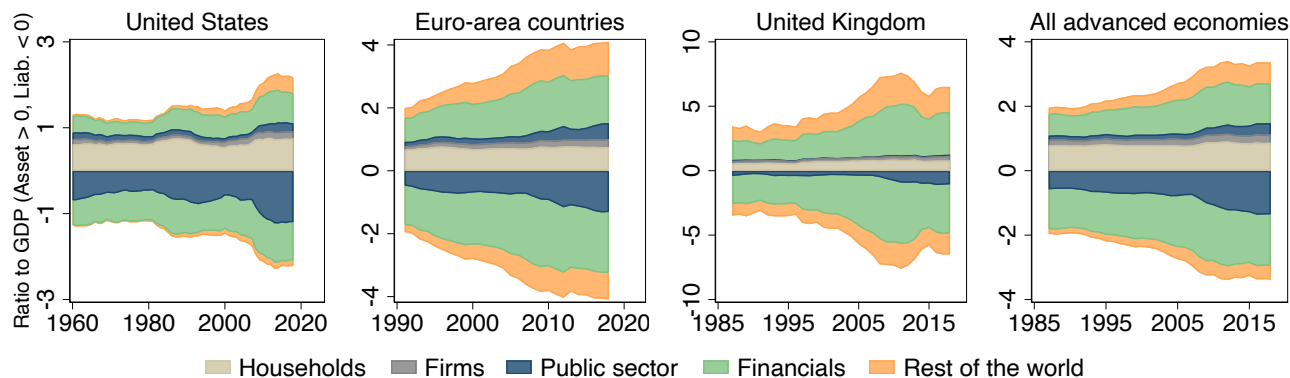 United States
Euro-area countries
United Kingdom
All advanced economies
Ratio to GDP (Asset > 0, Liab. < 0)
3
1
-1
-3
1960 1980 2000 2020
4
2
0
-2
-4
1990 2000 2010 2020
10
5
0
-5
-10
1985 1995 2005 2015
4
2
0
-2
-4
1985 1995 2005 2015
Households Firms Public sector Financials Rest of the world